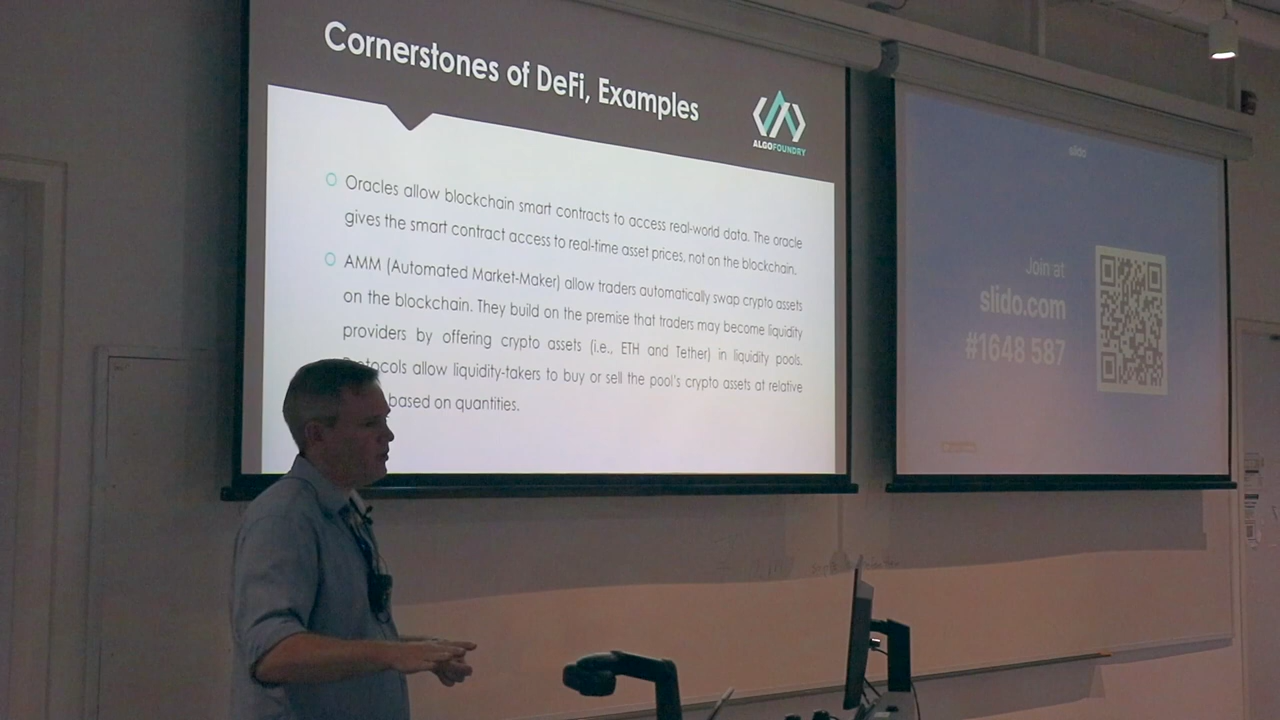 Cornerstones of DeFi, Examples
ALGOFOUNDRY
Oracles allow blockchain smart contracts to access real-world data. The oracle
gives the smart contract access to real-time asset prices, not on the blockchain.
AMM (Automated Market-Maker) allow traders automatically swap crypto assets
on the blockchain. They build on the premise that traders may become liquidity
providers by offering crypto assets (i.e., ETH and Tether) in liquidity pools.
allow liquidity-takers to buy or sell the pool's crypto assets at relative
based on quantities.
slido
Join at
slido.com
#1648 587